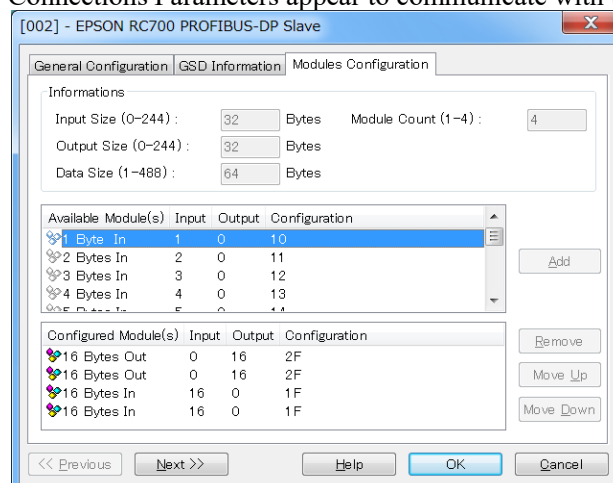 Connections Parameters appear to communicate with
[002] - EPSON RC700 PROFIBUS-DP Slave
X
General Configuration GSD Information Modules Configuration
Informations
Input Size (0-244) : 32 Bytes Module Count (1-4) : 4
Output Size (0-244) : 32 Bytes
Data Size (1-488) : 64 Bytes
Available Module(s) Input Output Configuration
1 Byte In 1 0 10
2 Bytes In 2 0 11
3 Bytes In 3 0 12
4 Bytes In 4 0 13
Add
Configured Module(s) Input Output Configuration
16 Bytes Out 0 16 2F
16 Bytes Out 0 16 2F
16 Bytes In 16 0 1F
16 Bytes In 16 0 1F
Remove
Move Up
Move Down
<< Previous Next >> Help OK Cancel